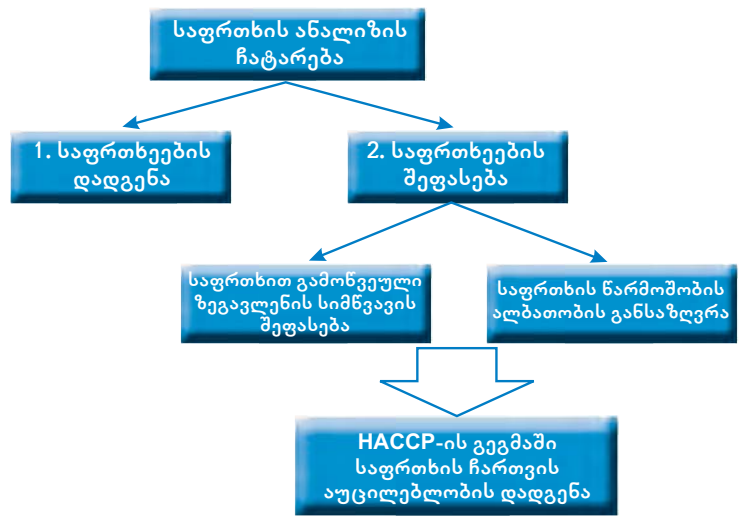 საფრთხის ანალიზის
ჩატარება
1. საფრთხეების
დადგენა
2. საფრთხეების
შეფასება
საფრთხით გამოწვეული
ზეგავლენის სიმწვავის
შეფასება
საფრთხის წარმოშობის
ალბათობის განსაზღვრა
HACCP-ის გეგმაში
საფრთხის ჩართვის
აუცილებლობის დადგენა